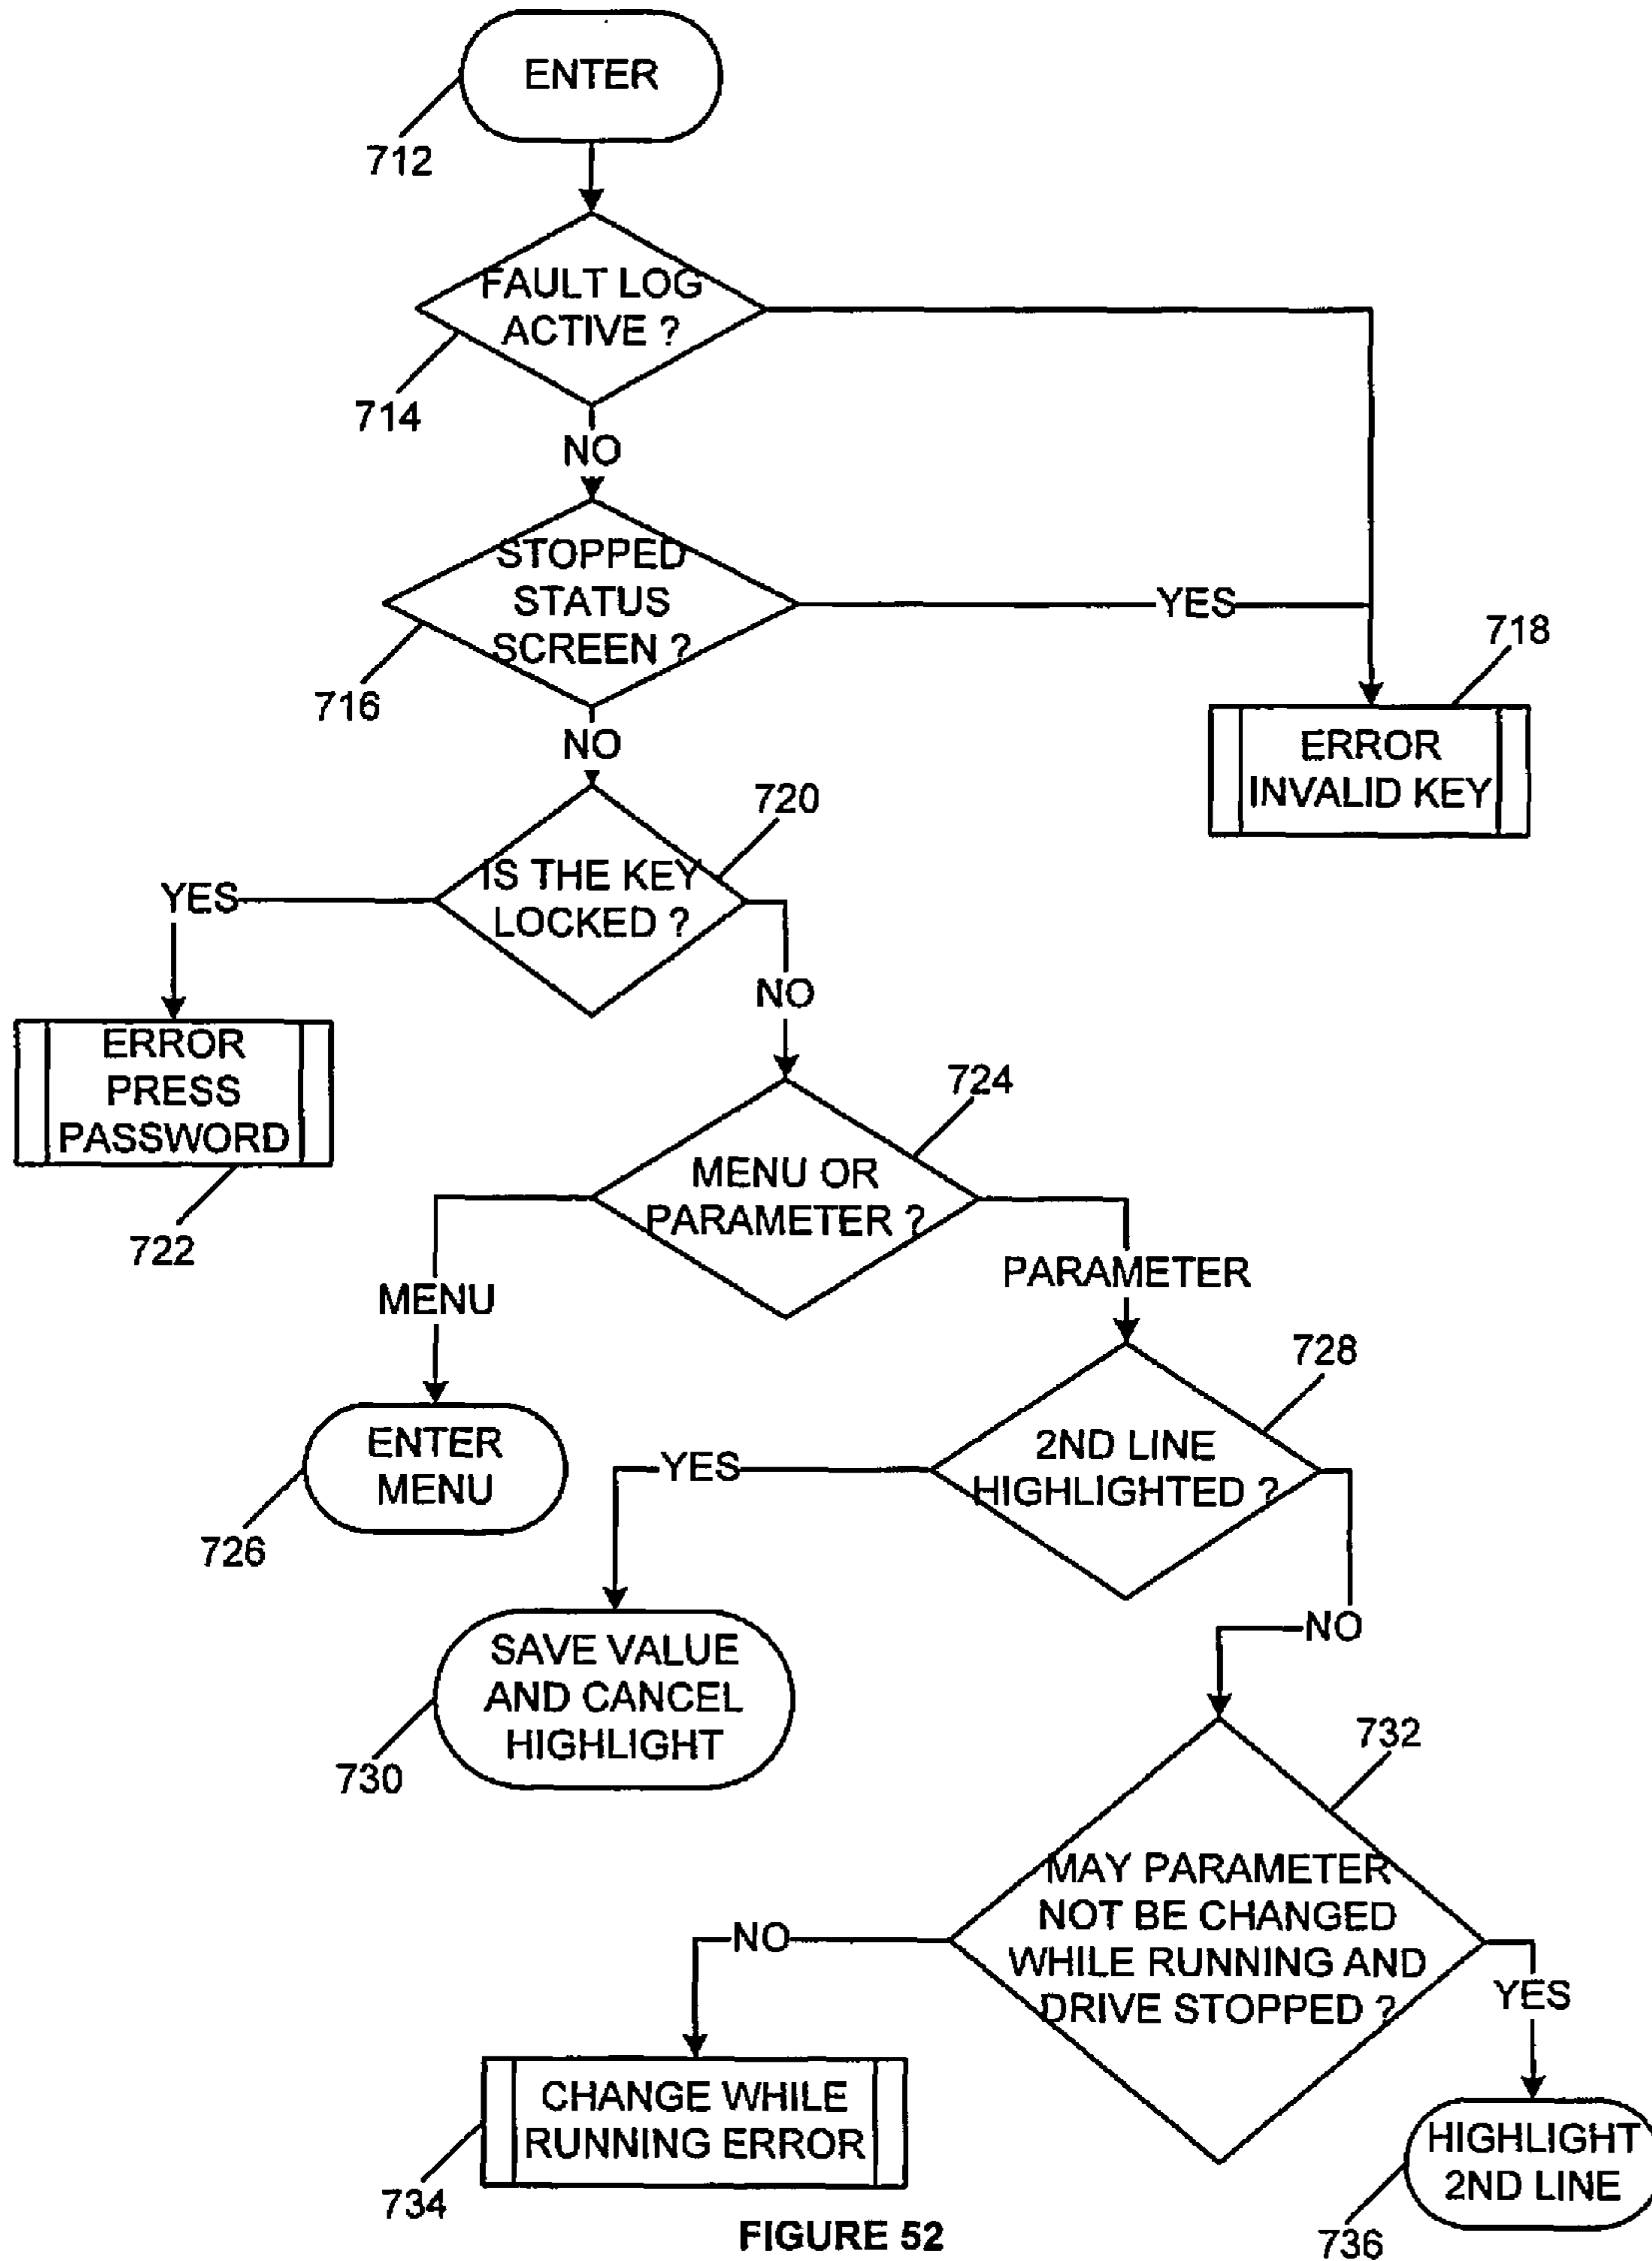 ENTER
712
FAULT LOG
ACTIVE ?
714
NO
STOPPED
STATUS
SCREEN ?
716
YES
718
ERROR
INVALID KEY
NO
720
IS THE KEY
LOCKED ?
YES
NO
ERROR
PRESS
PASSWORD
722
724
MENU OR
PARAMETER ?
MENU
PARAMETER
ENTER
MENU
726
728
2ND LINE
HIGHLIGHTED ?
YES
NO
SAVE VALUE
AND CANCEL
HIGHLIGHT
730
732
MAY PARAMETER
NOT BE CHANGED
WHILE RUNNING AND
DRIVE STOPPED ?
NO
YES
CHANGE WHILE
RUNNING ERROR
734
HIGHLIGHT
2ND LINE
736
FIGURE 52